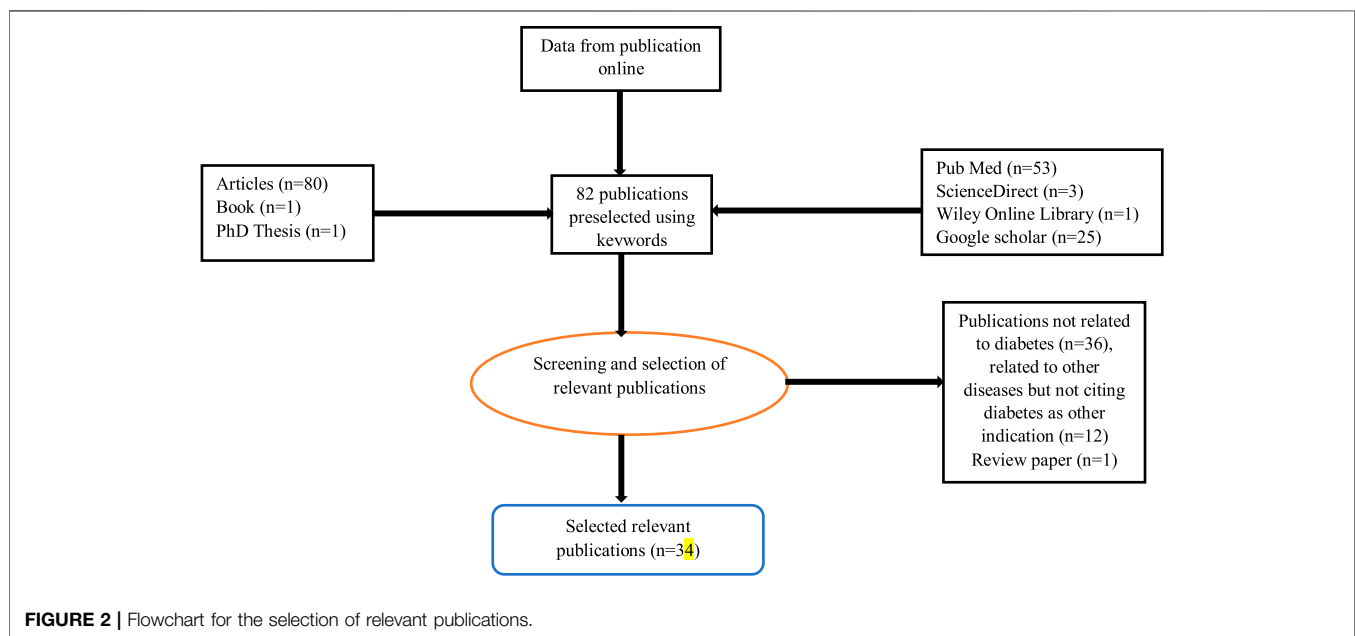 Data from publication
online
Articles (n=80)
Book (n=1)
PhD Thesis (n=1)
82 publications
preselected using
keywords
Pub Med (n=53)
ScienceDirect (n=3)
Wiley Online Library (n=1)
Google scholar (n=25)
Screening and selection of
relevant publications
Publications not related
to diabetes (n=36),
related to other
diseases but not citing
diabetes as other
indication (n=12)
Review paper (n=1)
Selected relevant
publications (n=34)
FIGURE 2 | Flowchart for the selection of relevant publications.